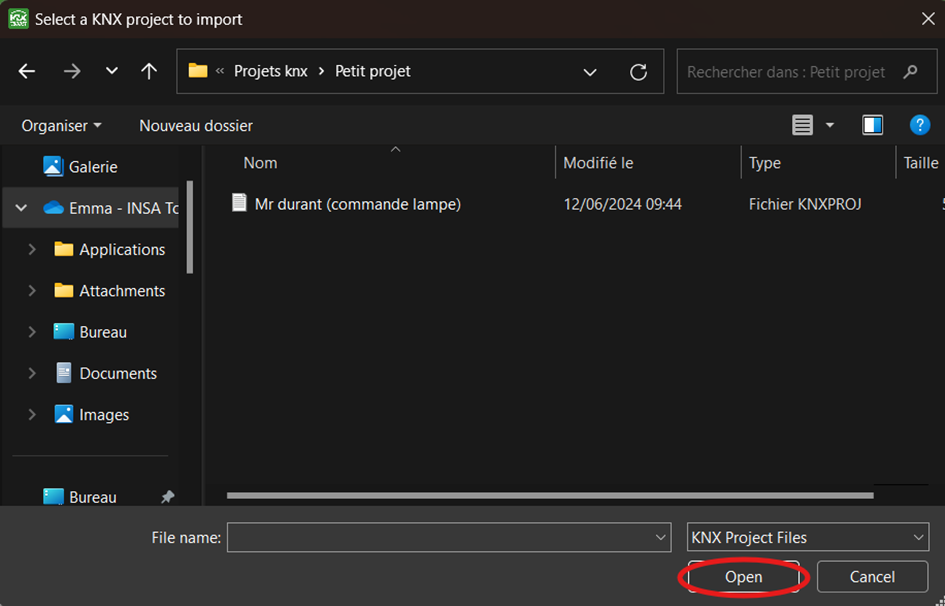 Select a KNX project to import
« Projets knx › Petit projet
Rechercher dans : Petit projet
Organiser
Nouveau dossier
Nom
Modifié le
Type
Taille
Galerie
Emma - INSA To
Mr durant (commande lampe)
12/06/2024 09:44
Fichier KNXPROJ
Applications
Attachments
Bureau
Documents
Images
Bureau
File name:
KNX Project Files
Open
Cancel